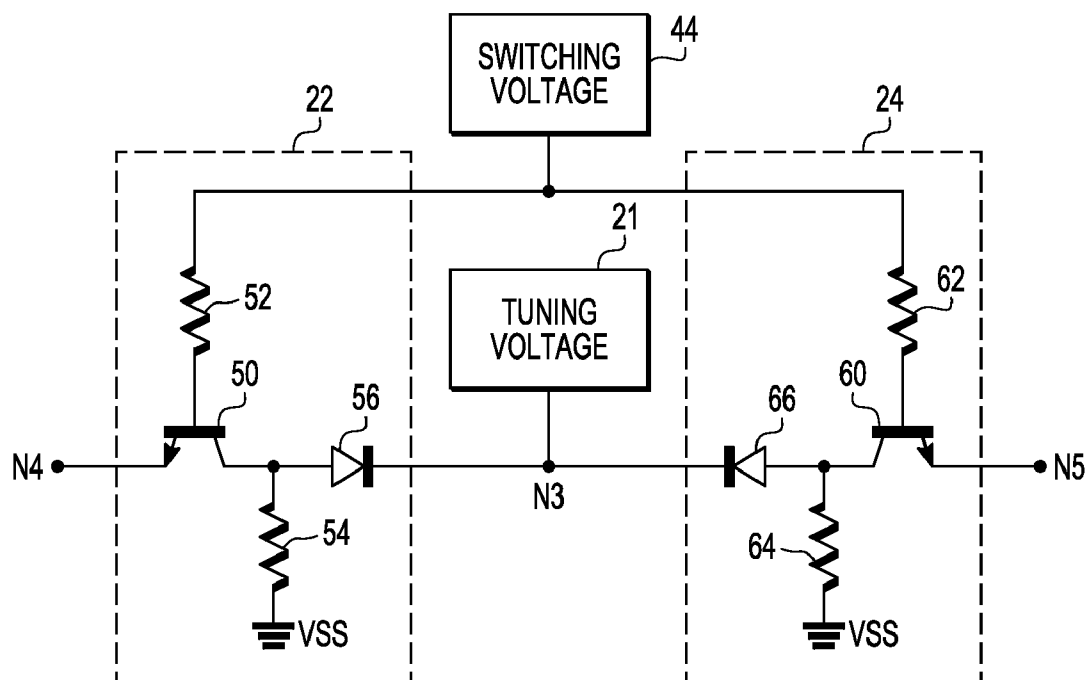 44
SWITCHING
VOLTAGE
22
24
21
TUNING
VOLTAGE
52
62
50
56
66
60
N4
N3
N5
54
64
VSS
VSS